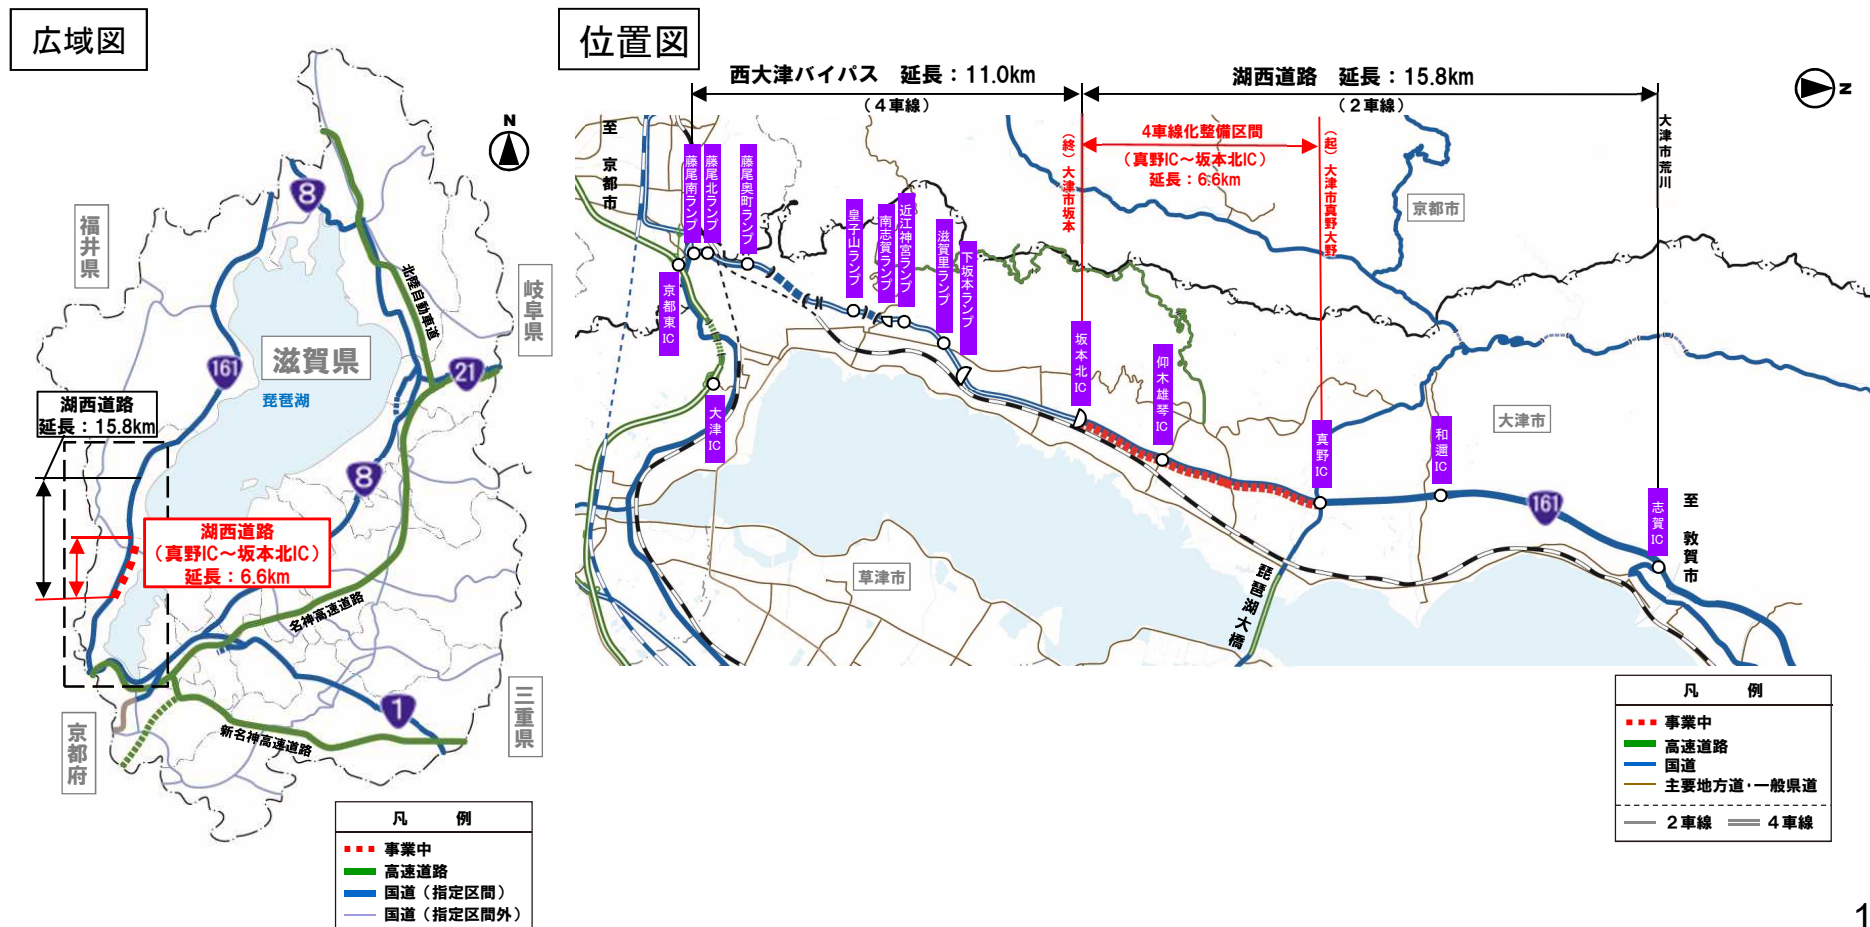 広域図
N
福井県
岐阜県
北陸自動車道
滋賀県
琵琶湖
8
161
21
8
1
湖西道路
延長：15.8km
湖西道路
（真野IC～坂本北IC）
延長：6.6km
名神高速道路
新名神高速道路
京都府
三重県
凡　例
事業中
高速道路
国道（指定区間）
国道（指定区間外）
位置図
西大津バイパス　延長：11.0km
（４車線）
湖西道路　延長：15.8km
（２車線）
N
4車線化整備区間
（真野IC～坂本北IC）
延長：6.6km
（終）大津市坂本
（起）大津市真野大野
大津市荒川
至　京都市
藤尾南ランプ
藤尾北ランプ
藤尾奥町ランプ
皇子山ランプ
南志賀ランプ
近江神宮ランプ
滋賀里ランプ
下坂本ランプ
京都東IC
大津IC
坂本北IC
仰木雄琴IC
真野IC
和邇IC
志賀IC
京都市
大津市
草津市
161
琵琶湖大橋
至　敦賀市
凡　例
事業中
高速道路
国道
主要地方道・一般県道
２車線　４車線
1